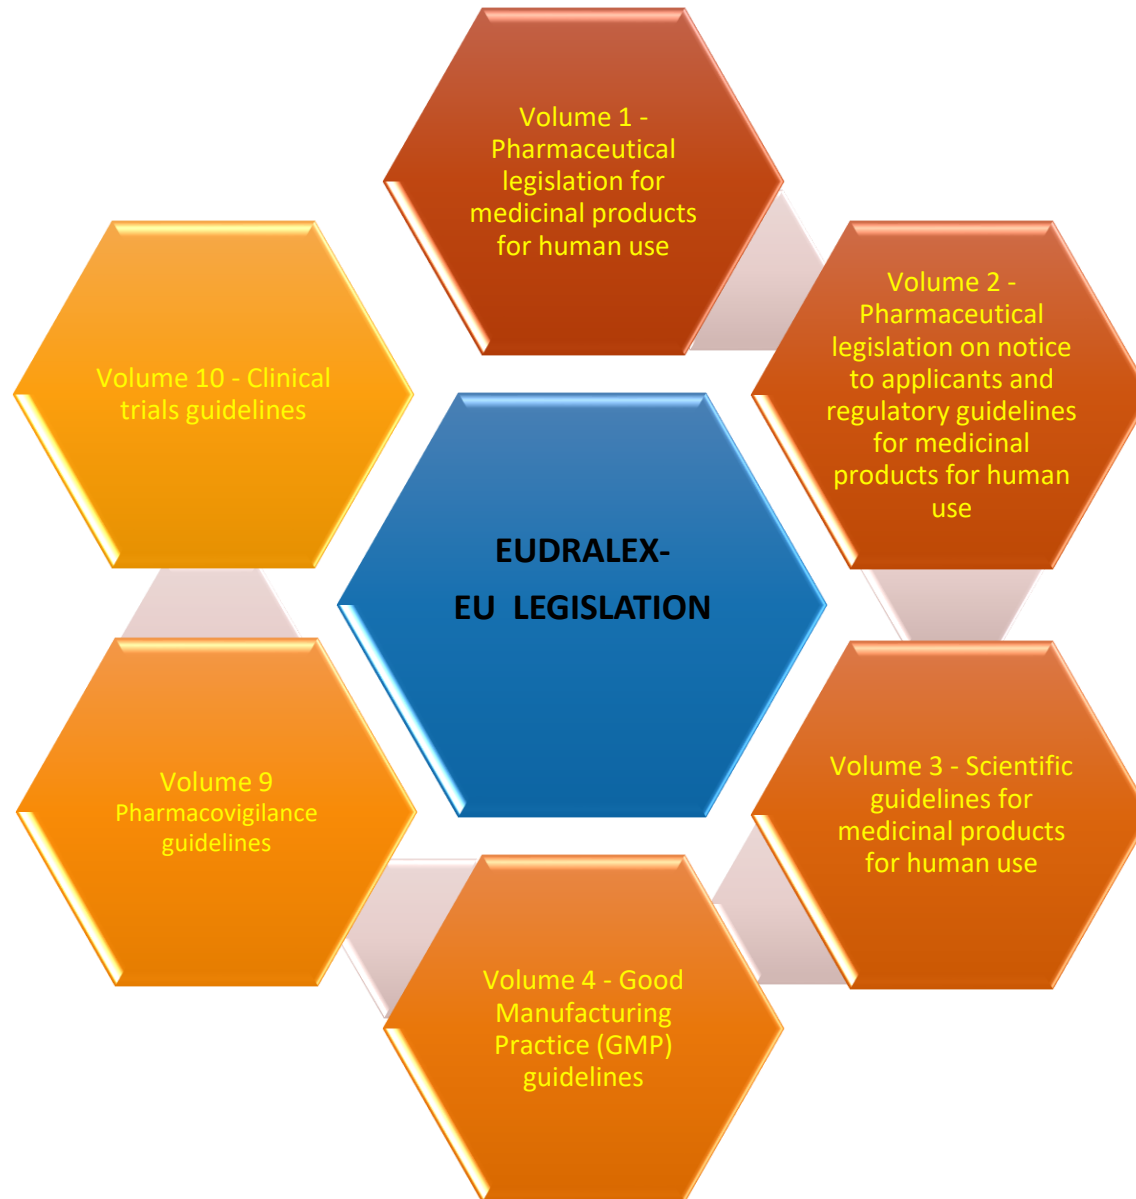 Volume 1 -
Pharmaceutical
legislation for
medicinal products
for human use
Volume 2 -
Pharmaceutical
legislation on notice
to applicants and
regulatory guidelines
for medicinal
products for human
use
Volume 3 - Scientific
guidelines for
medicinal products
for human use
Volume 4 - Good
Manufacturing
Practice (GMP)
guidelines
Volume 9
Pharmacovigilance
guidelines
Volume 10 - Clinical
trials guidelines
EUDRALEX-
EU LEGISLATION